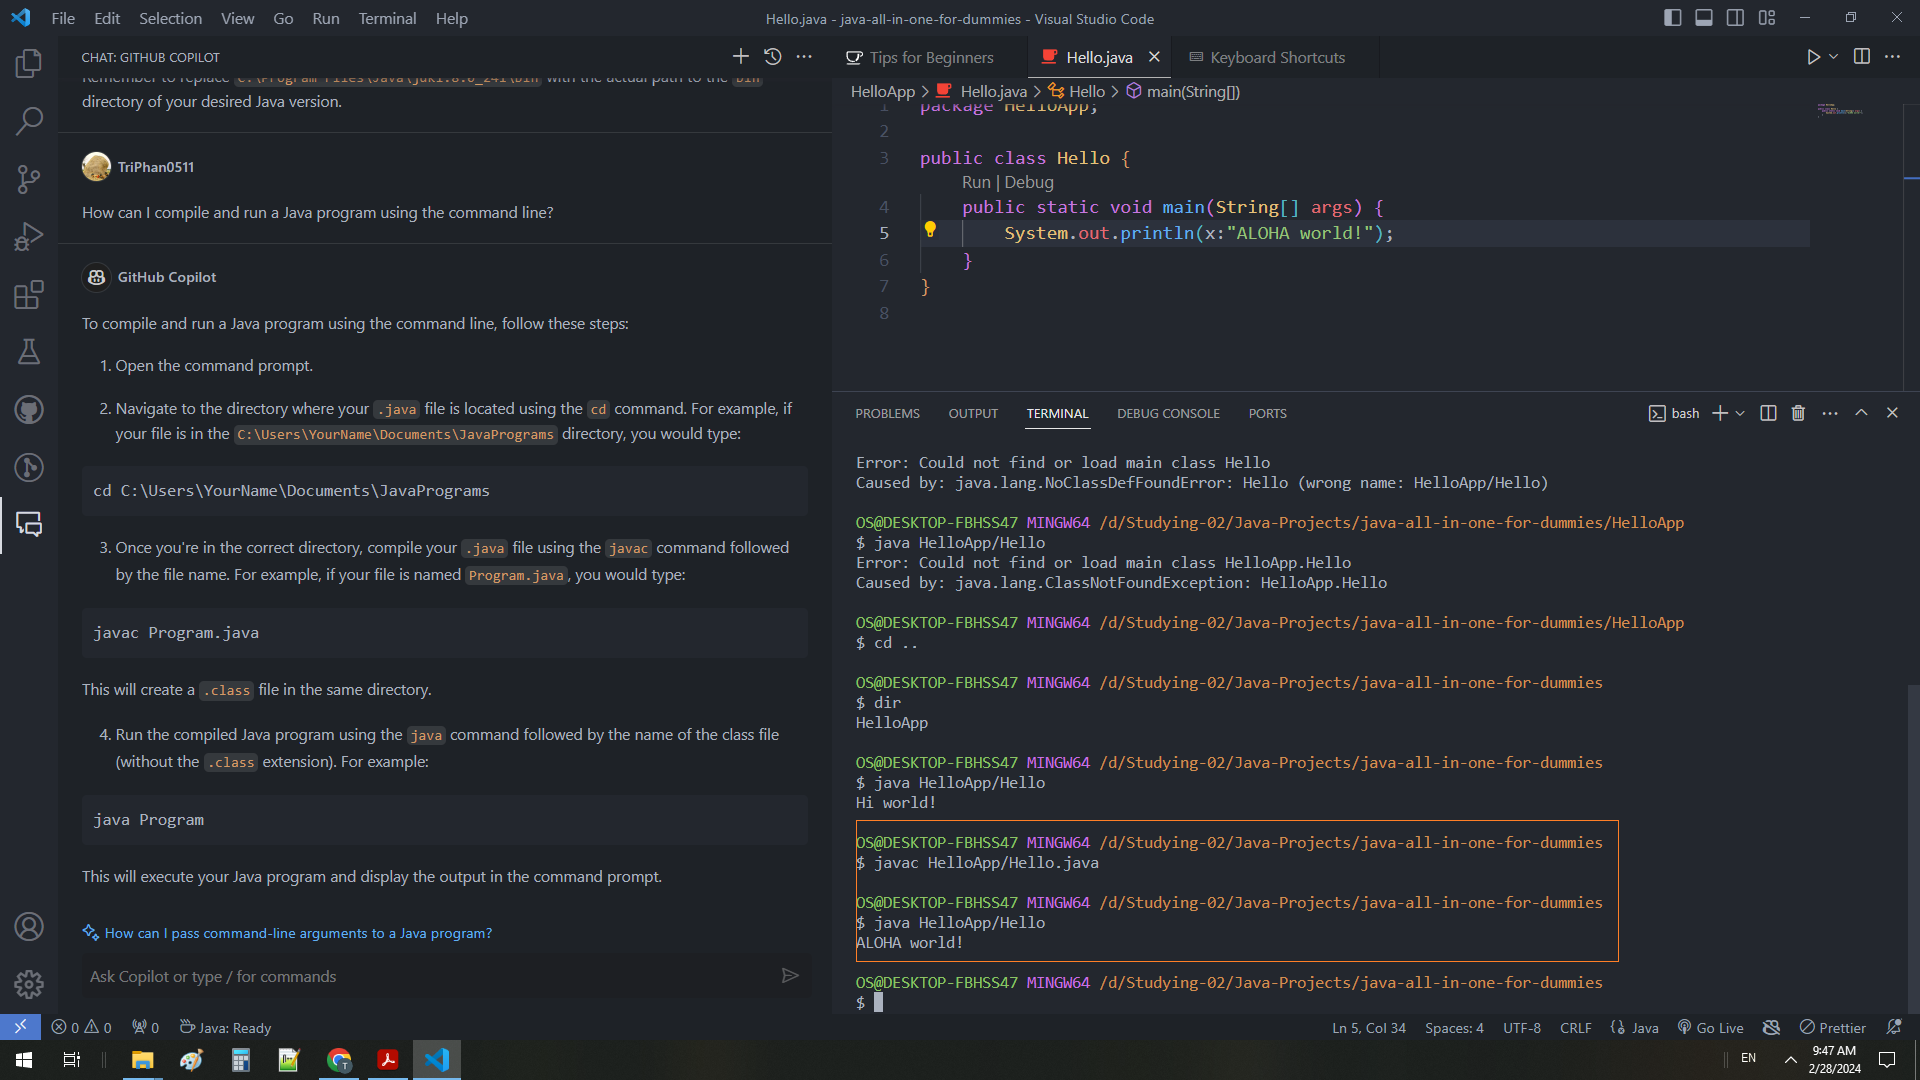 File Edit Selection View Go Run Terminal Help
Hello.java - java-all-in-one-for-dummies - Visual Studio Code
CHAT: GITHUB COPILOT
Remember to replace C:\Program Files\Java\jdk1.8.0_241\bin with the actual path to the bin
directory of your desired Java version.
TriPhan0511
How can I compile and run a Java program using the command line?
GitHub Copilot
To compile and run a Java program using the command line, follow these steps:
1. Open the command prompt.
2. Navigate to the directory where your .java file is located using the cd command. For example, if
your file is in the C:\Users\YourName\Documents\JavaPrograms directory, you would type:
cd C:\Users\YourName\Documents\JavaPrograms
3. Once you're in the correct directory, compile your .java file using the javac command followed
by the file name. For example, if your file is named Program.java, you would type:
javac Program.java
This will create a .class file in the same directory.
4. Run the compiled Java program using the java command followed by the name of the class file
(without the .class extension). For example:
java Program
This will execute your Java program and display the output in the command prompt.
How can I pass command-line arguments to a Java program?
Ask Copilot or type / for commands
Tips for Beginners Hello.java Keyboard Shortcuts
HelloApp > Hello.java > Hello > main(String[])
1 package HelloApp;
2
3 public class Hello {
Run | Debug
4 public static void main(String[] args) {
5 System.out.println(x:"ALOHA world!");
6 }
7 }
8
PROBLEMS OUTPUT TERMINAL DEBUG CONSOLE PORTS
bash
Error: Could not find or load main class Hello
Caused by: java.lang.NoClassDefFoundError: Hello (wrong name: HelloApp/Hello)
OS@DESKTOP-FBHSS47 MINGW64 /d/Studying-02/Java-Projects/java-all-in-one-for-dummies/HelloApp
$ java HelloApp/Hello
Error: Could not find or load main class HelloApp.Hello
Caused by: java.lang.ClassNotFoundException: HelloApp.Hello
OS@DESKTOP-FBHSS47 MINGW64 /d/Studying-02/Java-Projects/java-all-in-one-for-dummies/HelloApp
$ cd ..
OS@DESKTOP-FBHSS47 MINGW64 /d/Studying-02/Java-Projects/java-all-in-one-for-dummies
$ dir
HelloApp
OS@DESKTOP-FBHSS47 MINGW64 /d/Studying-02/Java-Projects/java-all-in-one-for-dummies
$ java HelloApp/Hello
Hi world!
OS@DESKTOP-FBHSS47 MINGW64 /d/Studying-02/Java-Projects/java-all-in-one-for-dummies
$ javac HelloApp/Hello.java
OS@DESKTOP-FBHSS47 MINGW64 /d/Studying-02/Java-Projects/java-all-in-one-for-dummies
$ java HelloApp/Hello
ALOHA world!
OS@DESKTOP-FBHSS47 MINGW64 /d/Studying-02/Java-Projects/java-all-in-one-for-dummies
$
0 0 0 Java: Ready
Ln 5, Col 34 Spaces: 4 UTF-8 CRLF Java Go Live Prettier
EN
9:47 AM
2/28/2024